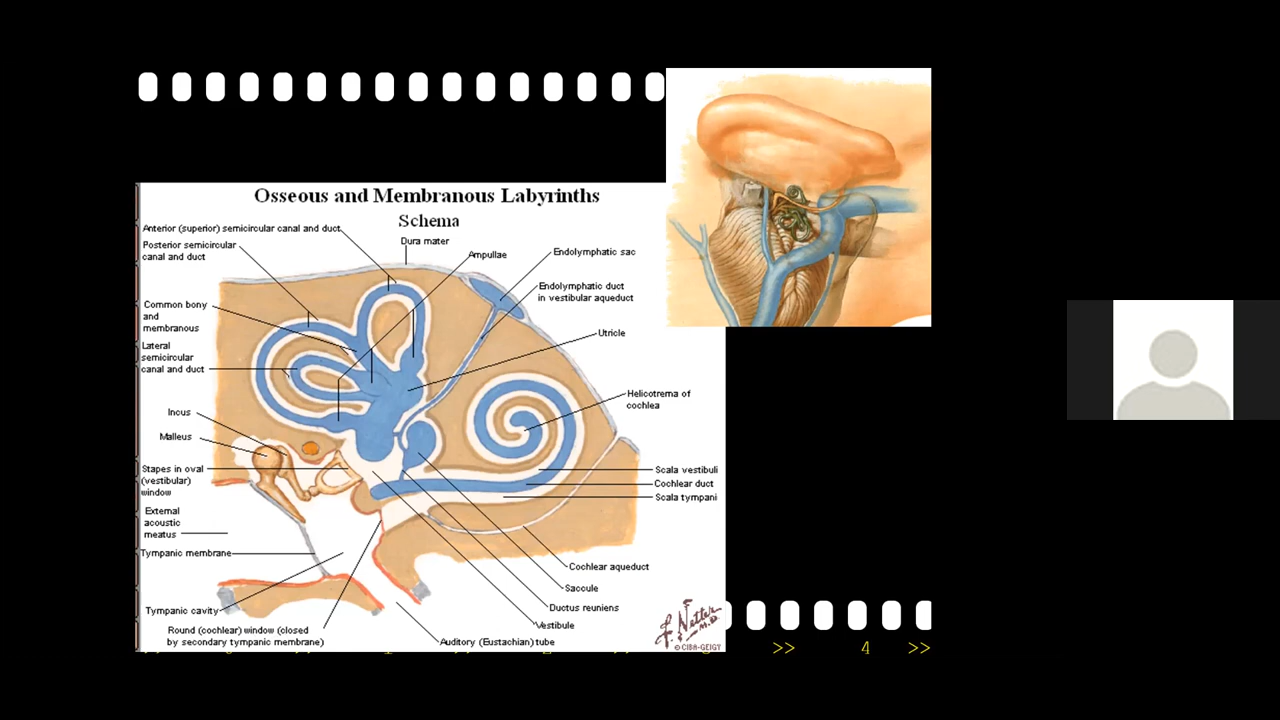 Osseous and Membranous Labyrinths
Schema
Anterior (superior) semicircular canal and duct
Posterior semicircular
canal and duct
Dura mater
Ampullae
Endolymphatic sac
Endolymphatic duct
in vestibular aqueduct
Common bony
and
membranous
Utricle
Lateral
semicircular
canal and duct
Helicotrema of
cochlea
Incus
Malleus
Stapes in oval
(vestibular)
window
Scala vestibuli
Cochlear duct
Scala tympani
External
acoustic
meatus
Tympanic membrane
Cochlear aqueduct
Saccule
Tympanic cavity
Ductus reuniens
Vestibule
Round (cochlear) window (closed
by secondary tympanic membrane)
Auditory (Eustachian) tube
F. Netter
M.D.
© CIBA-GEIGY
>> 4 >>